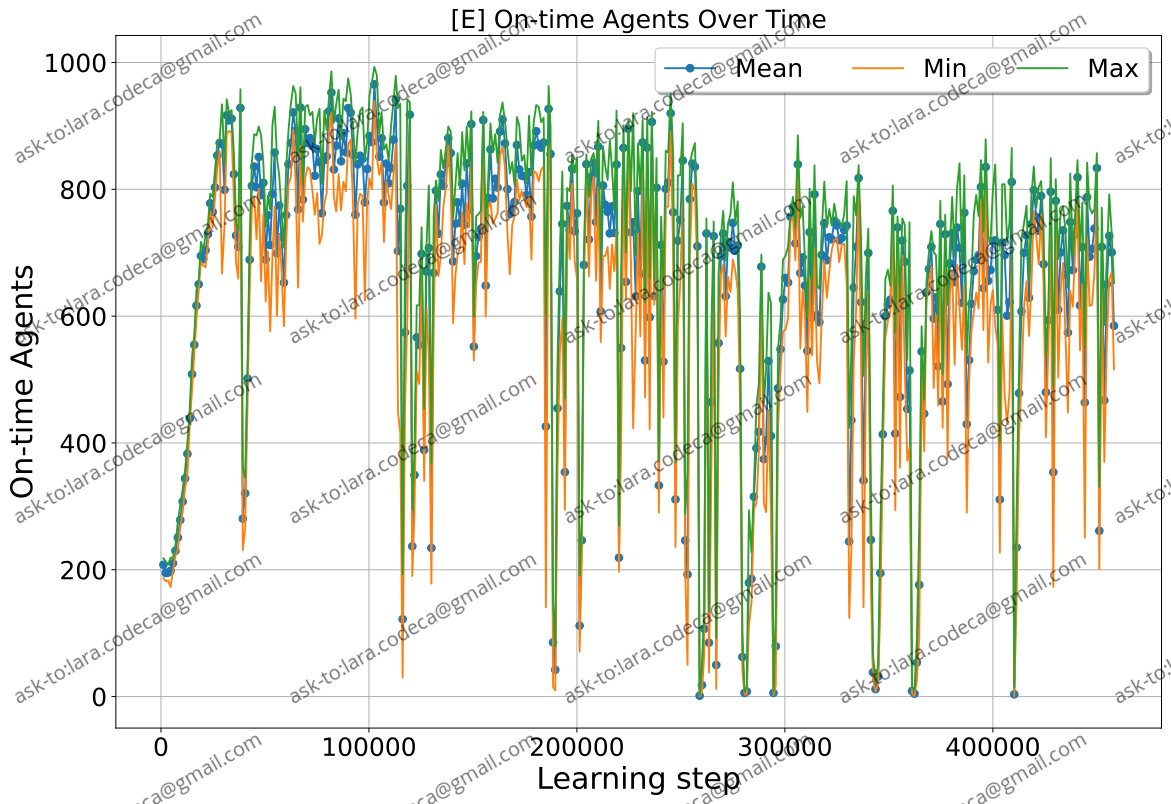 [E] On-time Agents Over Time
Mean Min Max
On-time Agents
1000
800
600
400
200
0
0 100000 200000 300000 400000
Learning step
ask-to:lara.codeca@gmail.com